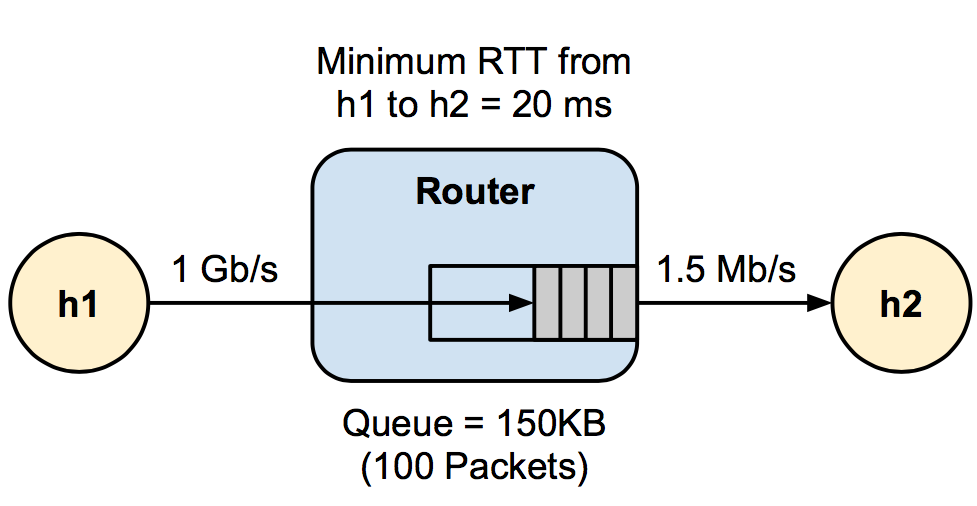 Minimum RTT from
h1 to h2 = 20 ms
Router
h1
1 Gb/s
1.5 Mb/s
h2
Queue = 150KB
(100 Packets)